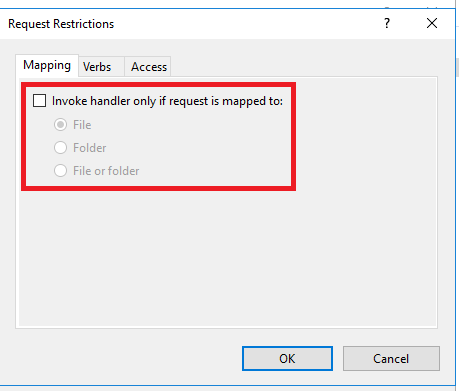 Request Restrictions
Mapping Verbs Access
Invoke handler only if request is mapped to:
File
Folder
File or folder
OK Cancel